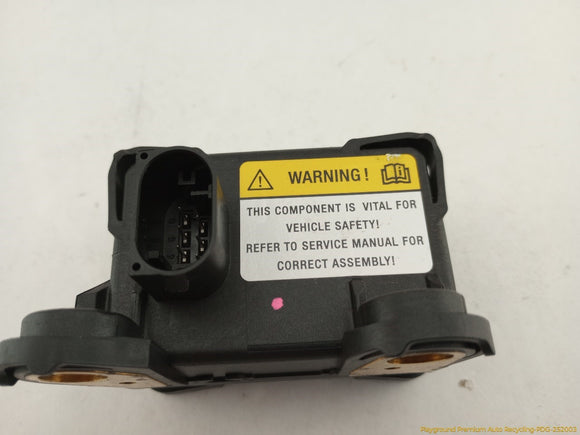 WARNING!
THIS COMPONENT IS VITAL FOR
VEHICLE SAFETY!
REFER TO SERVICE MANUAL FOR
CORRECT ASSEMBLY!
Playground Premium Auto Recycling-PDG-252003